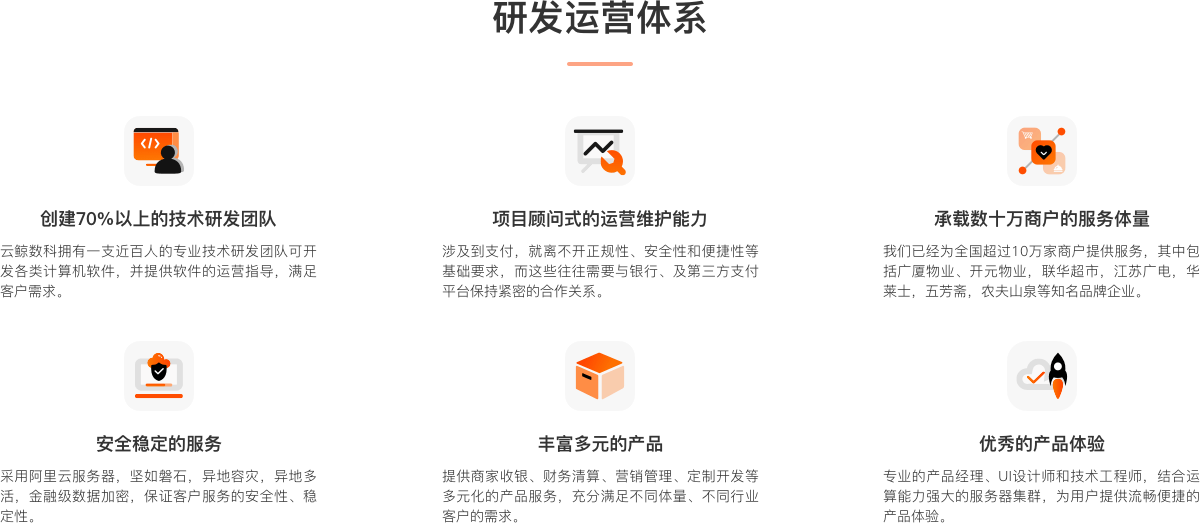 研发运营体系
创建70%以上的技术研发团队
云鲸数科拥有一支近百人的专业技术研发团队可开
发各类计算机软件，并提供软件的运营指导，满足
客户需求。
项目顾问式的运营维护能力
涉及到支付，就离不开正规性、安全性和便捷性等
基础要求，而这些往往需要与银行、及第三方支付
平台保持紧密的合作关系。
承载数十万商户的服务体量
我们已经为全国超过10万家商户提供服务，其中包
括广厦物业、开元物业，联华超市，江苏广电，华
莱士，五芳斋，农夫山泉等知名品牌企业。
安全稳定的服务
采用阿里云服务器，坚如磐石，异地容灾，异地多
活，金融级数据加密，保证客户服务的安全性、稳
定性。
丰富多元的产品
提供商家收银、财务清算、营销管理、定制开发等
多元化的产品服务，充分满足不同体量、不同行业
客户的需求。
优秀的产品体验
专业的产品经理、UI设计师和技术工程师，结合运
算能力强大的服务器集群，为用户提供流畅便捷的
产品体验。